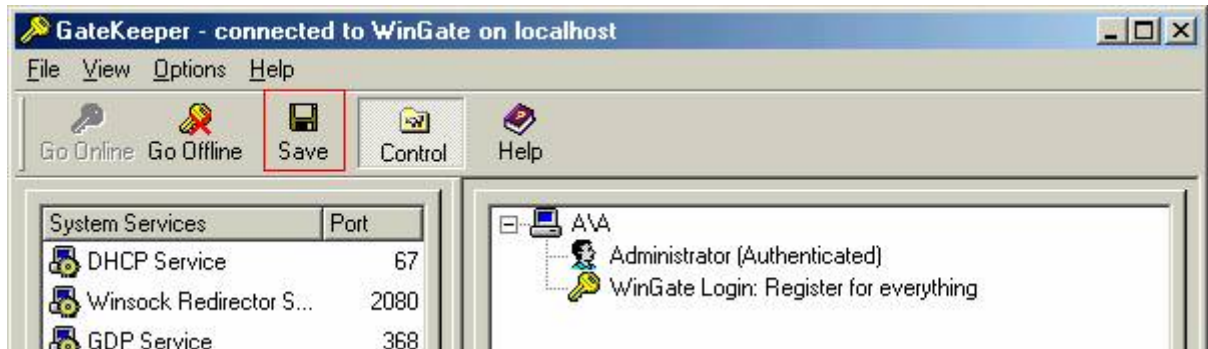 GateKeeper - connected to WinGate on localhost
File View Options Help
Go Online Go Offline Save Control Help
System Services Port
DHCP Service 67
Winsock Redirector S... 2080
GDP Service 368
A\A
Administrator (Authenticated)
WinGate Login: Register for everything